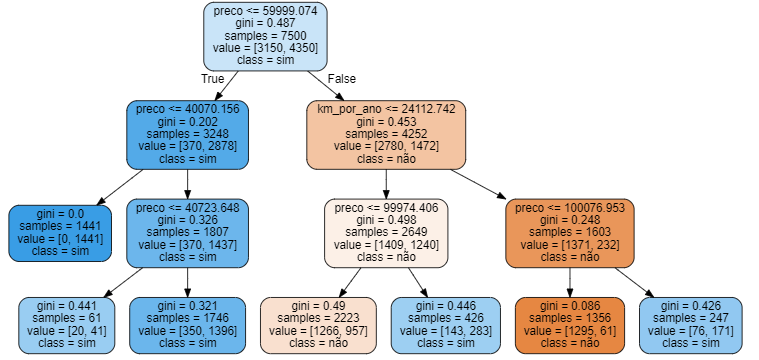 preco <= 59999.074
gini = 0.487
samples = 7500
value = [3150, 4350]
class = sim
True
False
preco <= 40070.156
gini = 0.202
samples = 3248
value = [370, 2878]
class = sim
km_por_ano <= 24112.742
gini = 0.453
samples = 4252
value = [2780, 1472]
class = não
gini = 0.0
samples = 1441
value = [0, 1441]
class = sim
preco <= 40723.648
gini = 0.326
samples = 1807
value = [370, 1437]
class = sim
preco <= 99974.406
gini = 0.498
samples = 2649
value = [1409, 1240]
class = não
preco <= 100076.953
gini = 0.248
samples = 1603
value = [1371, 232]
class = não
gini = 0.441
samples = 61
value = [20, 41]
class = sim
gini = 0.321
samples = 1746
value = [350, 1396]
class = sim
gini = 0.49
samples = 2223
value = [1266, 957]
class = não
gini = 0.446
samples = 426
value = [143, 283]
class = sim
gini = 0.086
samples = 1356
value = [1295, 61]
class = não
gini = 0.426
samples = 247
value = [76, 171]
class = sim